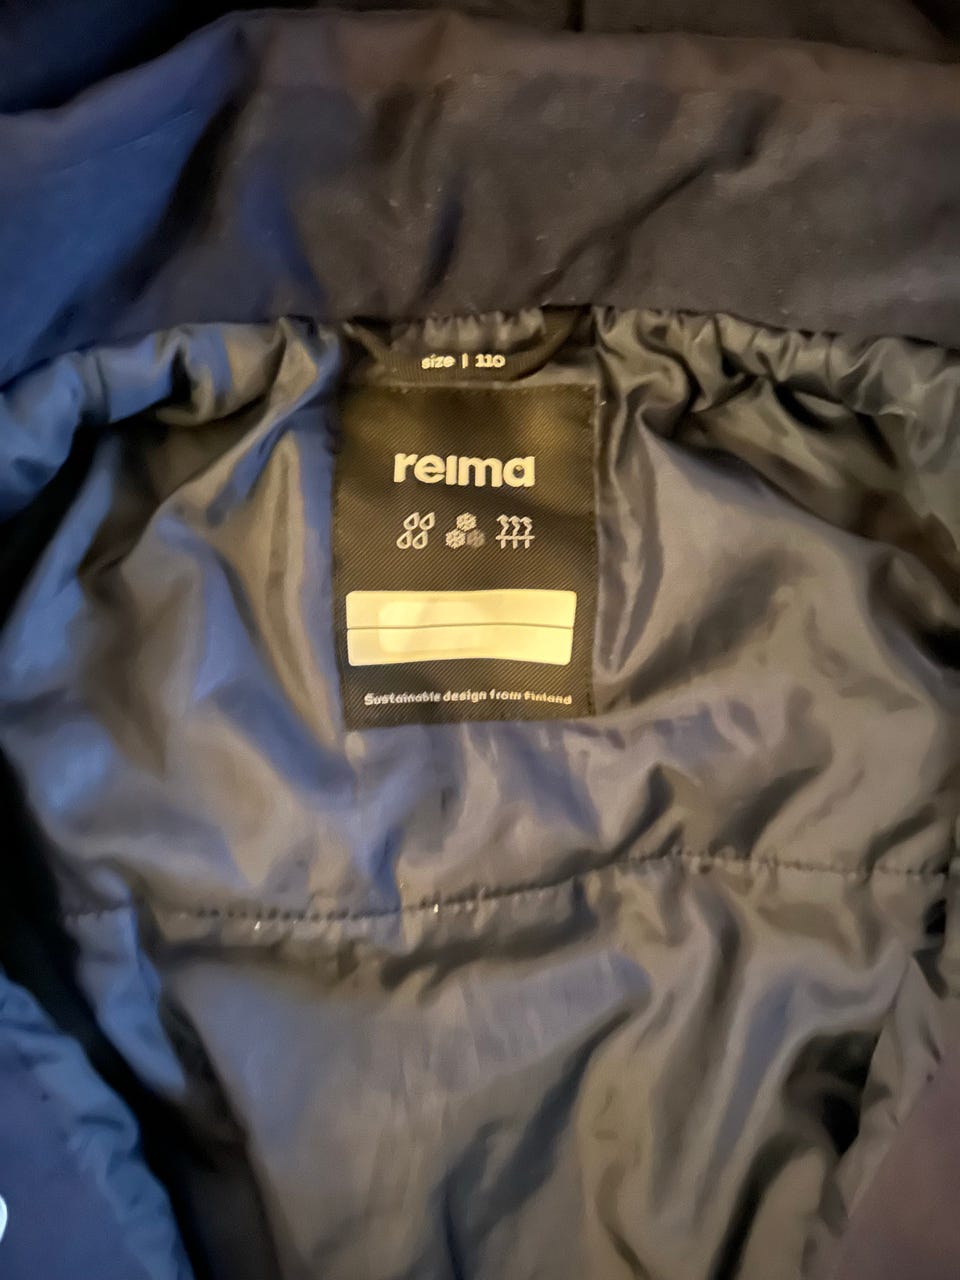 size | 110
reima
Sustainable design from Finland